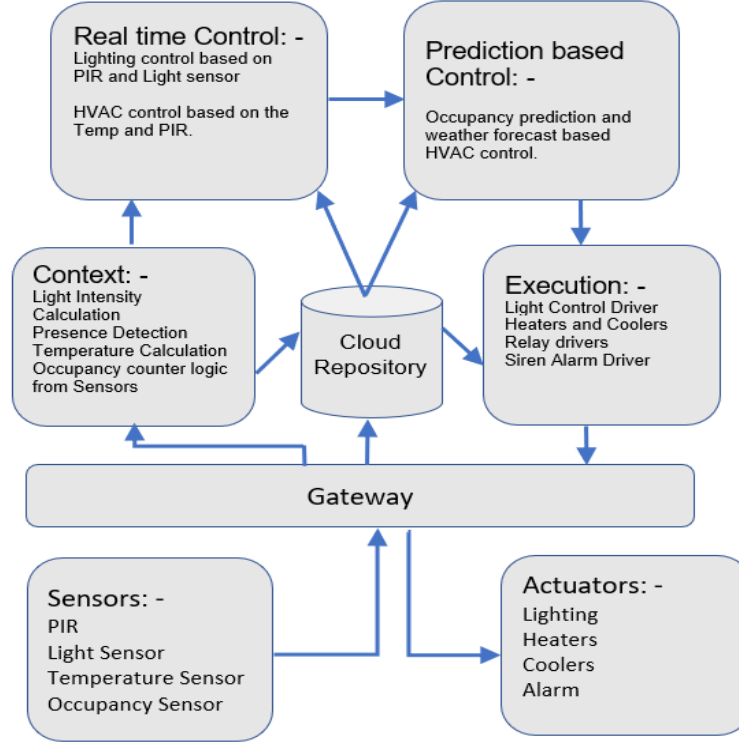 Real time Control: -
Lighting control based on
PIR and Light sensor
HVAC control based on the
Temp and PIR.
Prediction based
Control: -
Occupancy prediction and
weather forecast based
HVAC control.
Context: -
Light Intensity
Calculation
Presence Detection
Temperature Calculation
Occupancy counter logic
from Sensors
Cloud
Repository
Execution: -
Light Control Driver
Heaters and Coolers
Relay drivers
Siren Alarm Driver
Gateway
Sensors: -
PIR
Light Sensor
Temperature Sensor
Occupancy Sensor
Actuators: -
Lighting
Heaters
Coolers
Alarm